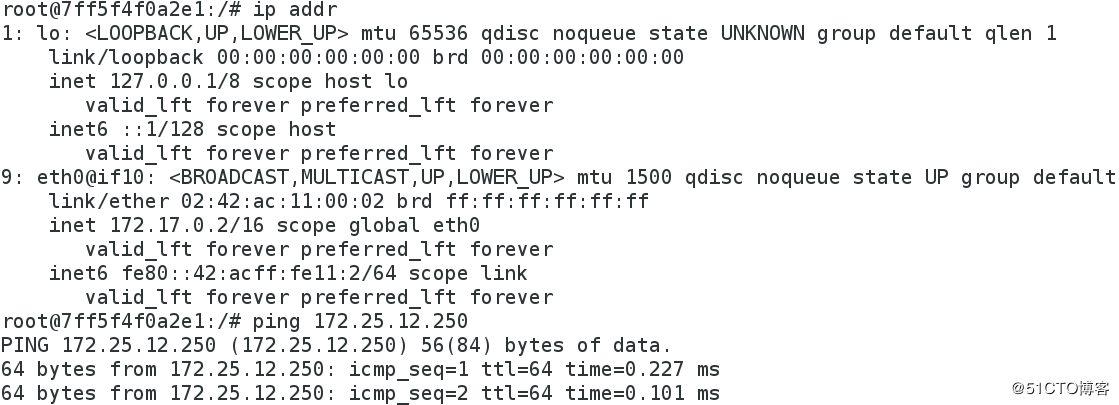 root@7ff5f4f0a2e1:/# ip addr
1: lo: <LOOPBACK,UP,LOWER_UP> mtu 65536 qdisc noqueue state UNKNOWN group default qlen 1
    link/loopback 00:00:00:00:00:00 brd 00:00:00:00:00:00
    inet 127.0.0.1/8 scope host lo
       valid_lft forever preferred_lft forever
    inet6 ::1/128 scope host
       valid_lft forever preferred_lft forever
9: eth0@if10: <BROADCAST,MULTICAST,UP,LOWER_UP> mtu 1500 qdisc noqueue state UP group default
    link/ether 02:42:ac:11:00:02 brd ff:ff:ff:ff:ff:ff
    inet 172.17.0.2/16 scope global eth0
       valid_lft forever preferred_lft forever
    inet6 fe80::42:acff:fe11:2/64 scope link
       valid_lft forever preferred_lft forever
root@7ff5f4f0a2e1:/# ping 172.25.12.250
PING 172.25.12.250 (172.25.12.250) 56(84) bytes of data.
64 bytes from 172.25.12.250: icmp_seq=1 ttl=64 time=0.227 ms
64 bytes from 172.25.12.250: icmp_seq=2 ttl=64 time=0.101 ms
@51CTO博客